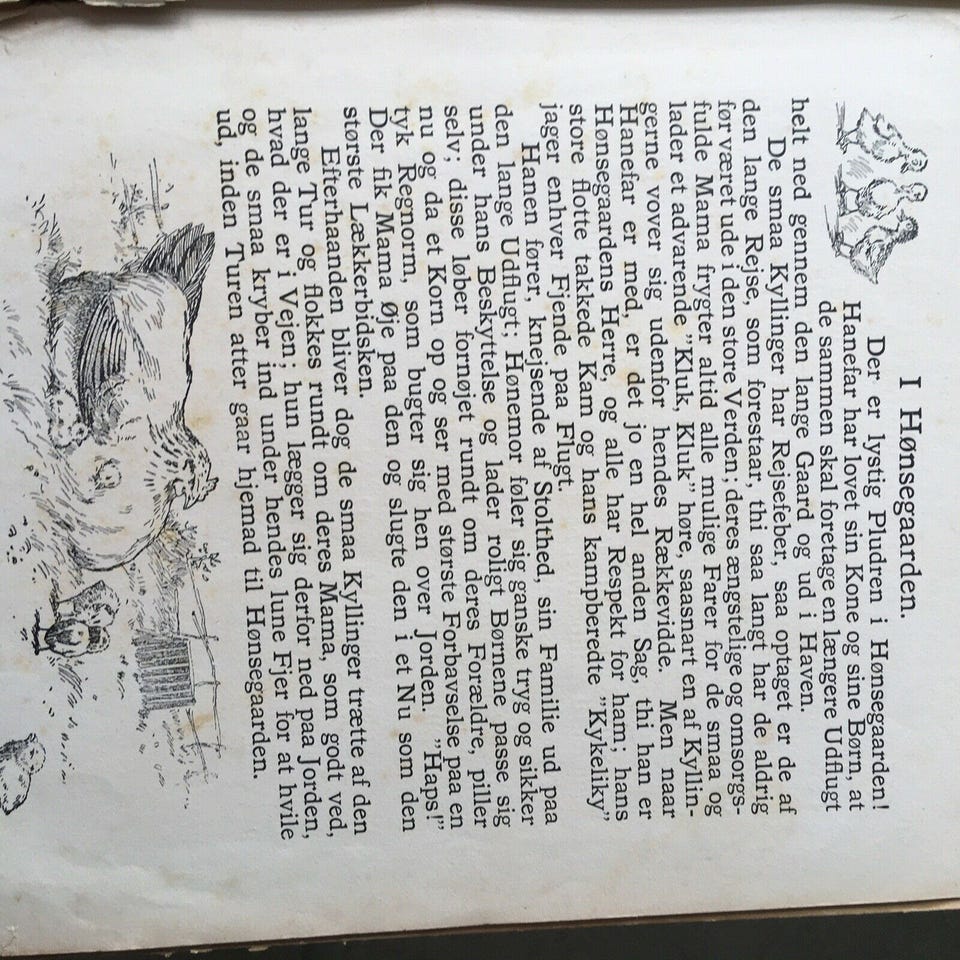 I Hønsegaarden.
Der er lystig Pludren i Hønsegaarden!
Hanefar har lovet sin Kone og sine Børn, at
de sammen skal foretage en længere Udflugt
helt ned gennem den lange Gaard og ud i Haven.
De smaa Kyllinger har Rejsefeber, saa optaget er de af
den lange Rejse, som forestaar, thi saa langt har de aldrig
før været ude i den store Verden; deres ængstelige og omsorgs-
fulde Mama frygter altid alle mulige Farer for de smaa og
lader et advarende ”Kluk, Kluk” høre, saasnart en af Kyllin-
gerne vover sig udenfor hendes Rækkevidde. Men naar
Hanefar er med, er det jo en hel anden Sag, thi han er
Hønsegaardens Herre, og alle har Respekt for ham; hans
store flotte takkede Kam og hans kampberedte ”Kykeliky”
jager enhver Fjende paa Flugt.
Hanen fører, knejsende af Stolthed, sin Familie ud paa
den lange Udflugt; Hønemor føler sig ganske tryg og sikker
under hans Beskyttelse og lader roligt Børnene passe sig
selv; disse løber fornøjet rundt om deres Forældre, piller
nu og da et Korn op og ser med største Forbavselse paa en
tyk Regnorm, som bugter sig hen over Jorden. ”Haps!”
Der fik Mama Øje paa den og slugte den i et Nu som den
største Lækkerbidsken.
Efterhaanden bliver dog de smaa Kyllinger trætte af den
lange Tur og flokkes rundt om deres Mama, som godt ved,
hvad der er i Vejen; hun lægger sig derfor ned paa Jorden,
og de smaa kryber ind under hendes lune Fjer for at hvile
ud, inden Turen atter gaar hjemad til Hønsegaarden.